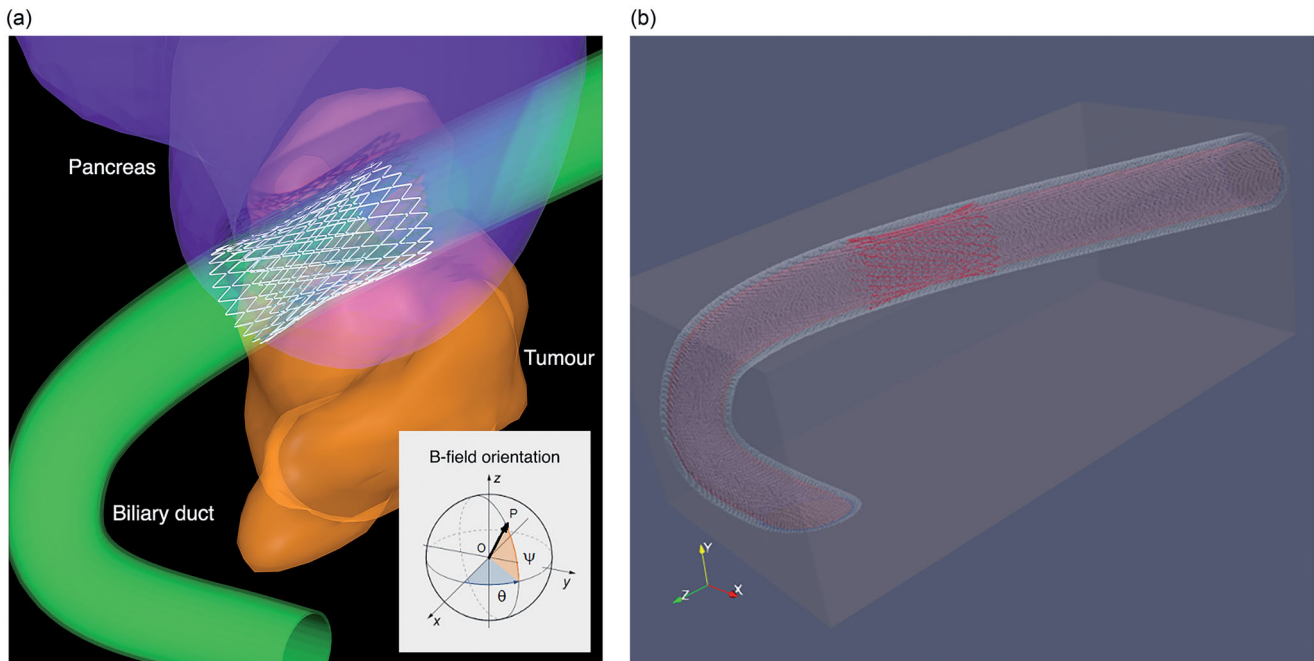 (a)
(b)
Pancreas
Tumour
Biliary duct
B-field orientation
z
P
O
Ψ
y
θ
x
Y
Z
X